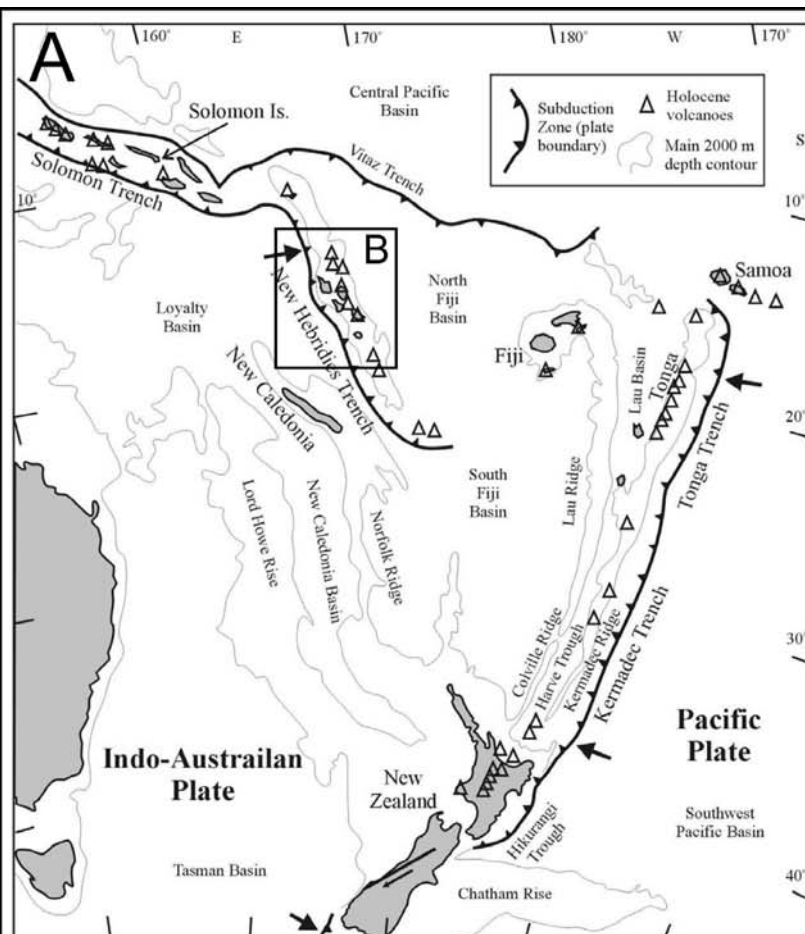 A
160°
E
170°
180°
W
170°
Central Pacific
Basin
Subduction
Zone (plate
boundary)
Holocene
volcanoes
Main 2000 m
depth contour
S
Solomon Is.
Solomon Trench
Vitaz Trench
10°
10°
B
Samoa
North
Fiji
Basin
New Hebridies Trench
Loyalty
Basin
Fiji
Lau Basin
Tonga
New Caledonia
Tonga Trench
20°
20°
South
Fiji
Basin
Lau Ridge
Lord Howe Rise
New Caledonia Basin
Norfolk Ridge
Colville Ridge
Harve Trough
Kermadec Ridge
Kermadec Trench
30°
Pacific
Plate
Indo-Austrailan
Plate
New
Zealand
Hikurangi
Trough
Southwest
Pacific Basin
Tasman Basin
Chatham Rise
40°